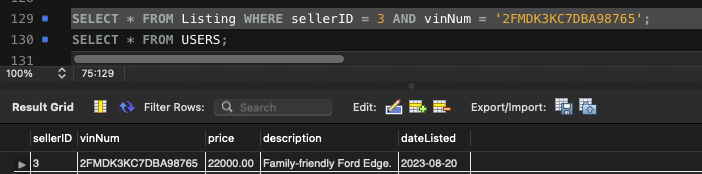 129 SELECT * FROM Listing WHERE sellerID = 3 AND vinNum = '2FMDK3KC7DBA98765';
130 SELECT * FROM USERS;
131
100% 75:129
Result Grid Filter Rows: Search Edit: Export/Import:
sellerID vinNum price description dateListed
3 2FMDK3KC7DBA98765 22000.00 Family-friendly Ford Edge. 2023-08-20